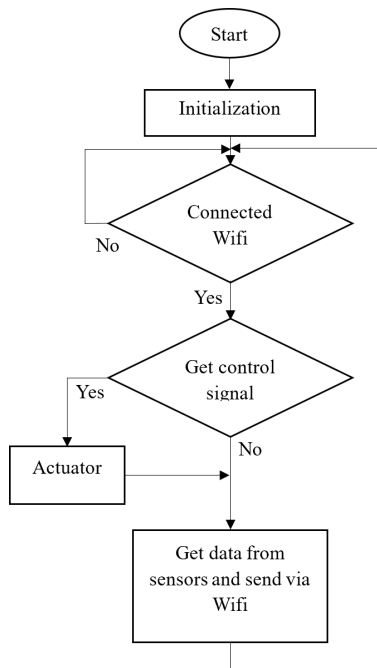 Start
Initialization
Connected
Wifi
No
Yes
Get control
signal
Yes
No
Actuator
Get data from
sensors and send via
Wifi